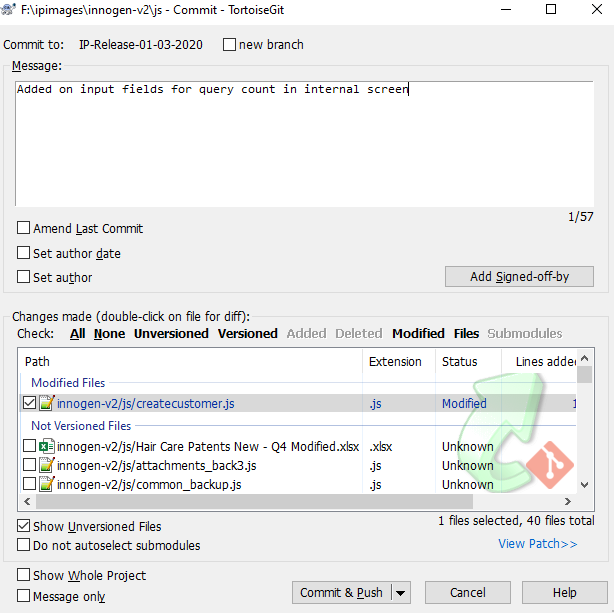 F:\ipimages\innogen-v2\js - Commit - TortoiseGit
Commit to: IP-Release-01-03-2020 new branch
Message:
Added on input fields for query count in internal screen
1/57
Amend Last Commit
Set author date
Set author
Add Signed-off-by
Changes made (double-click on file for diff):
Check: All None Unversioned Versioned Added Deleted Modified Files Submodules
Path Extension Status Lines added
Modified Files
innogen-v2/js/createcustomer.js .js Modified 1
Not Versioned Files
innogen-v2/js/Hair Care Patents New - Q4 Modified.xlsx .xlsx Unknown
innogen-v2/js/attachments_back3.js .js Unknown
innogen-v2/js/common_backup.js .js Unknown
Show Unversioned Files
1 files selected, 40 files total
Do not autoselect submodules
View Patch>>
Show Whole Project
Message only
Commit & Push
Cancel
Help